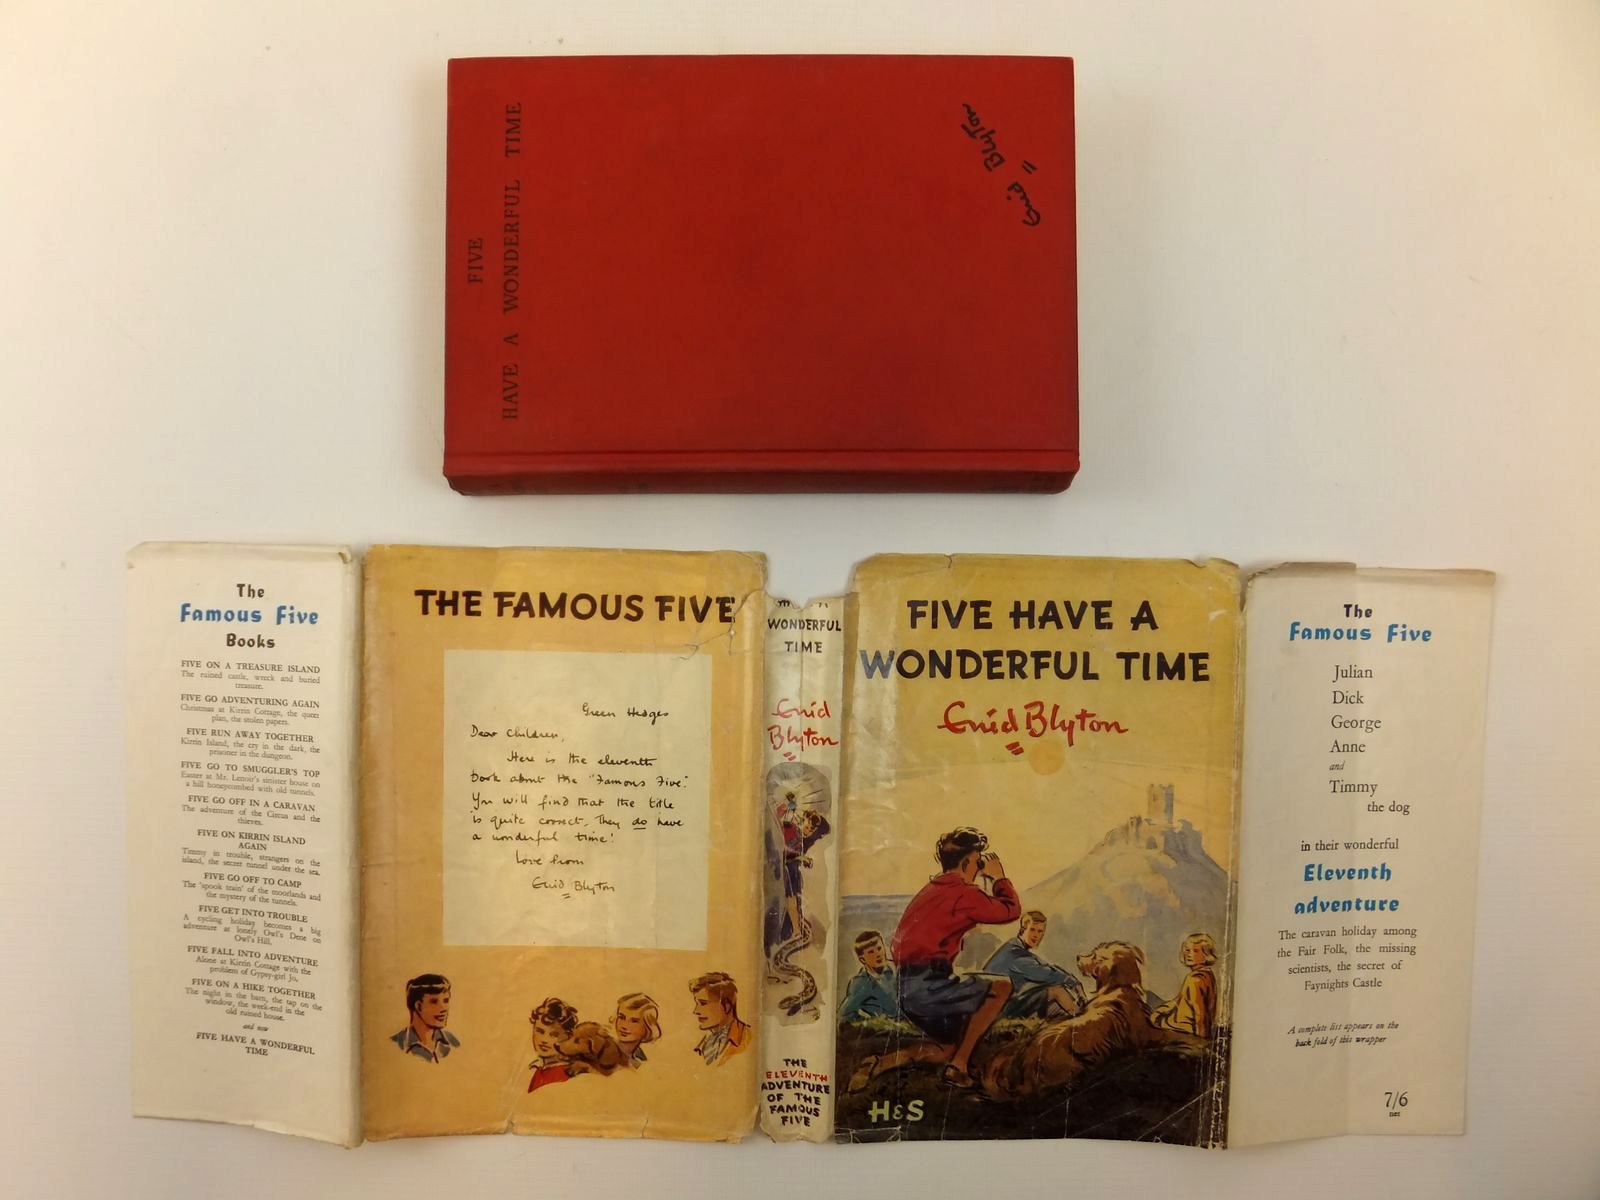 FIVE
HAVE A WONDERFUL TIME
Enid Blyton
The
Famous Five
Books
FIVE ON A TREASURE ISLAND
The ruined castle, wreck and buried
treasure.
FIVE GO ADVENTURING AGAIN
Christmas at Kirrin Cottage, the queer
plan, the stolen papers.
FIVE RUN AWAY TOGETHER
Kirrin Island, the cry in the dark, the
prisoner in the dungeon.
FIVE GO TO SMUGGLER'S TOP
Easter at Mr. Lenoir's sinister house on
a hill honeycombed with old tunnels.
FIVE GO OFF IN A CARAVAN
The adventure of the Circus and the
thieves.
FIVE ON KIRRIN ISLAND
AGAIN
Timmy in trouble, strangers on the
island, the secret tunnel under the sea.
FIVE GO OFF TO CAMP
The 'spook train' of the moorlands and
the mystery of the tunnels.
FIVE GET INTO TROUBLE
A cycling holiday becomes a big
adventure at lonely Owl's Dene on
Owl's Hill.
FIVE FALL INTO ADVENTURE
Alone at Kirrin Cottage with the
problem of Gypsy-girl Jo.
FIVE ON A HIKE TOGETHER
The night in the barn, the tap on the
window, the week-end in the
old ruined house.
and now
FIVE HAVE A WONDERFUL
TIME
THE FAMOUS FIVE
Green Hedges
Dear Children,
Here is the eleventh
book about the "Famous Five".
You will find that the title
is quite correct. They do have
a wonderful time!
Love from
Enid Blyton
WONDERFUL
TIME
Enid
Blyton
THE
ELEVENTH
ADVENTURE
OF THE
FAMOUS
FIVE
FIVE HAVE A
WONDERFUL TIME
Enid Blyton
H&S
The
Famous Five
Julian
Dick
George
Anne
and
Timmy
the dog
in their wonderful
Eleventh
adventure
The caravan holiday among
the Fair Folk, the missing
scientists, the secret of
Faynights Castle
A complete list appears on the
back fold of this wrapper
7/6
net